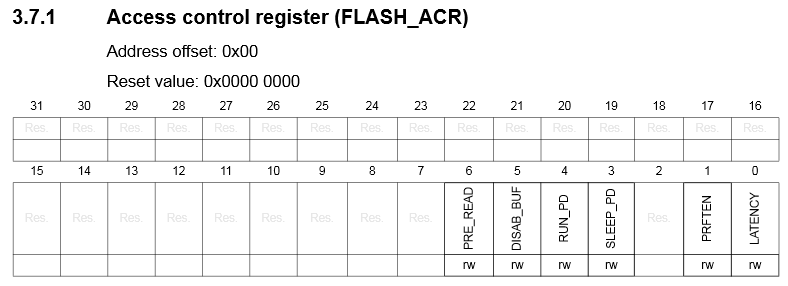 3.7.1 Access control register (FLASH_ACR)
Address offset: 0x00
Reset value: 0x0000 0000
31 30 29 28 27 26 25 24 23 22 21 20 19 18 17 16
Res. Res. Res. Res. Res. Res. Res. Res. Res. Res. Res. Res. Res. Res. Res. Res.
15 14 13 12 11 10 9 8 7 6 5 4 3 2 1 0
Res. Res. Res. Res. Res. Res. Res. Res. Res. PRE_READ DISAB_BUF RUN_PD SLEEP_PD Res. PRFTEN LATENCY
rw rw rw rw rw rw